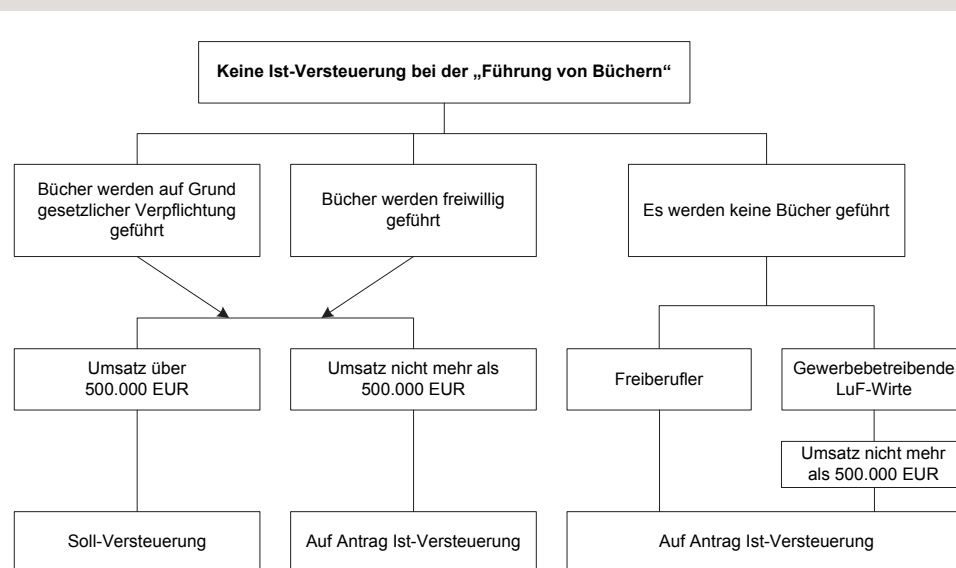 Keine Ist-Versteuerung bei der „Führung von Büchern“
Bücher werden auf Grund
gesetzlicher Verpflichtung
geführt
Bücher werden freiwillig
geführt
Es werden keine Bücher geführt
Umsatz über
500.000 EUR
Umsatz nicht mehr als
500.000 EUR
Freiberufler
Gewerbebetreibende
LuF-Wirte
Umsatz nicht mehr
als 500.000 EUR
Soll-Versteuerung
Auf Antrag Ist-Versteuerung
Auf Antrag Ist-Versteuerung